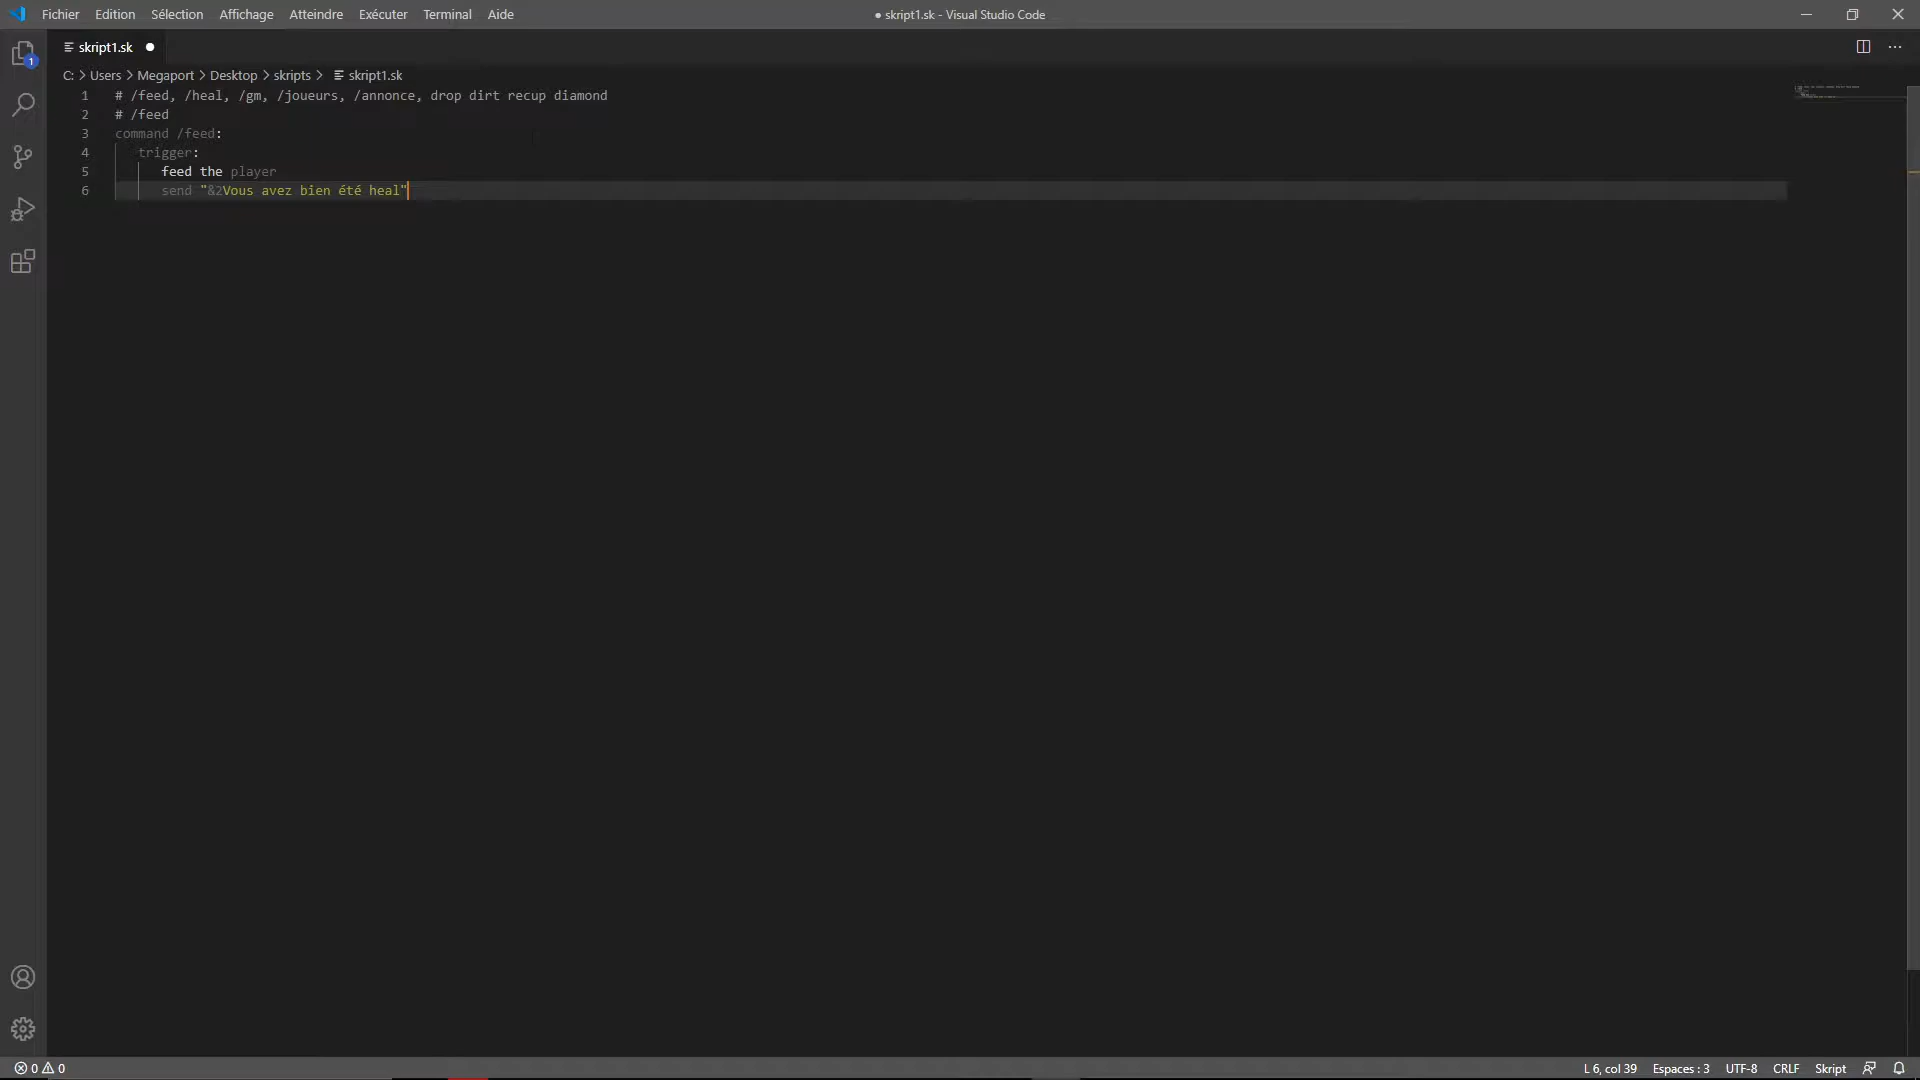 Fichier Edition Sélection Affichage Atteindre Exécuter Terminal Aide
● skript1.sk - Visual Studio Code
skript1.sk
C: > Users > Megaport > Desktop > skripts > skript1.sk
1 # /feed, /heal, /gm, /joueurs, /annonce, drop dirt recup diamond
2 # /feed
3 command /feed:
4 trigger:
5 feed the player
6 send "&2Vous avez bien été heal"
1
0 0
L 6, col 39 Espaces : 3 UTF-8 CRLF Skript